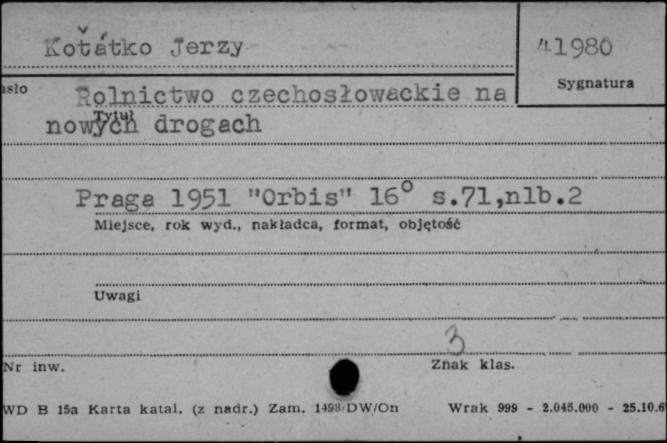 Koťátko Jerzy
41980
Sygnatura
asło
Rolnictwo czechosłowackie na
Tytuł
nowych drogach
Praga 1951 "Orbis" 16° s.71,nlb.2
Miejsce, rok wyd., nakładca, format, objętość
Uwagi
3
Nr inw.
Znak klas.
WD B 15a Karta katal. (z nadr.) Zam. 1498/DW/On
Wrak 999 - 2.045.000 - 25.10.6